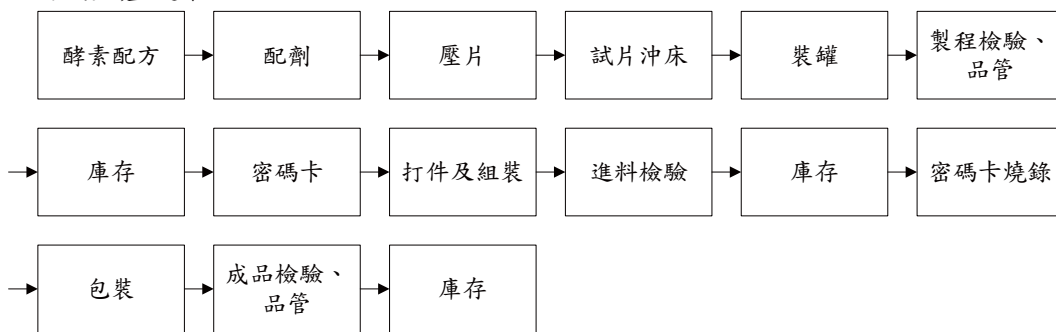 酵素配方
配劑
壓片
試片沖床
裝罐
製程檢驗、
品管
庫存
密碼卡
打件及組裝
進料檢驗
庫存
密碼卡燒錄
包裝
成品檢驗、
品管
庫存